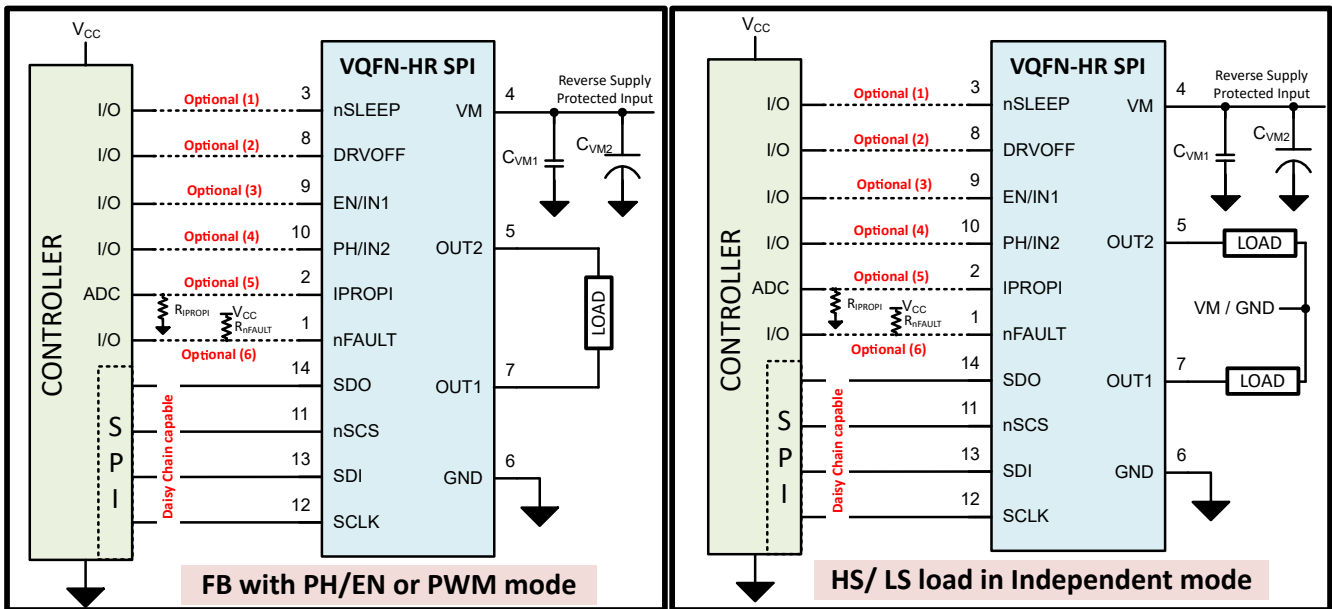 VCC
CONTROLLER
I/O
I/O
I/O
I/O
ADC
I/O
SPI
Optional (1)
Optional (2)
Optional (3)
Optional (4)
Optional (5)
RIPROPI
VCC
RnFAULT
Optional (6)
Daisy Chain capable
VQFN-HR SPI
3 nSLEEP
8 DRVOFF
9 EN/IN1
10 PH/IN2
2 IPROPI
1 nFAULT
14 SDO
11 nSCS
13 SDI
12 SCLK
VM 4
OUT2 5
OUT1 7
GND 6
Reverse Supply
Protected Input
CVM1
CVM2
LOAD
FB with PH/EN or PWM mode
VCC
CONTROLLER
I/O
I/O
I/O
I/O
ADC
I/O
SPI
Optional (1)
Optional (2)
Optional (3)
Optional (4)
Optional (5)
RIPROPI
VCC
RnFAULT
Optional (6)
Daisy Chain capable
VQFN-HR SPI
3 nSLEEP
8 DRVOFF
9 EN/IN1
10 PH/IN2
2 IPROPI
1 nFAULT
14 SDO
11 nSCS
13 SDI
12 SCLK
VM 4
OUT2 5
OUT1 7
GND 6
Reverse Supply
Protected Input
CVM1
CVM2
LOAD
VM / GND
LOAD
HS/ LS load in Independent mode